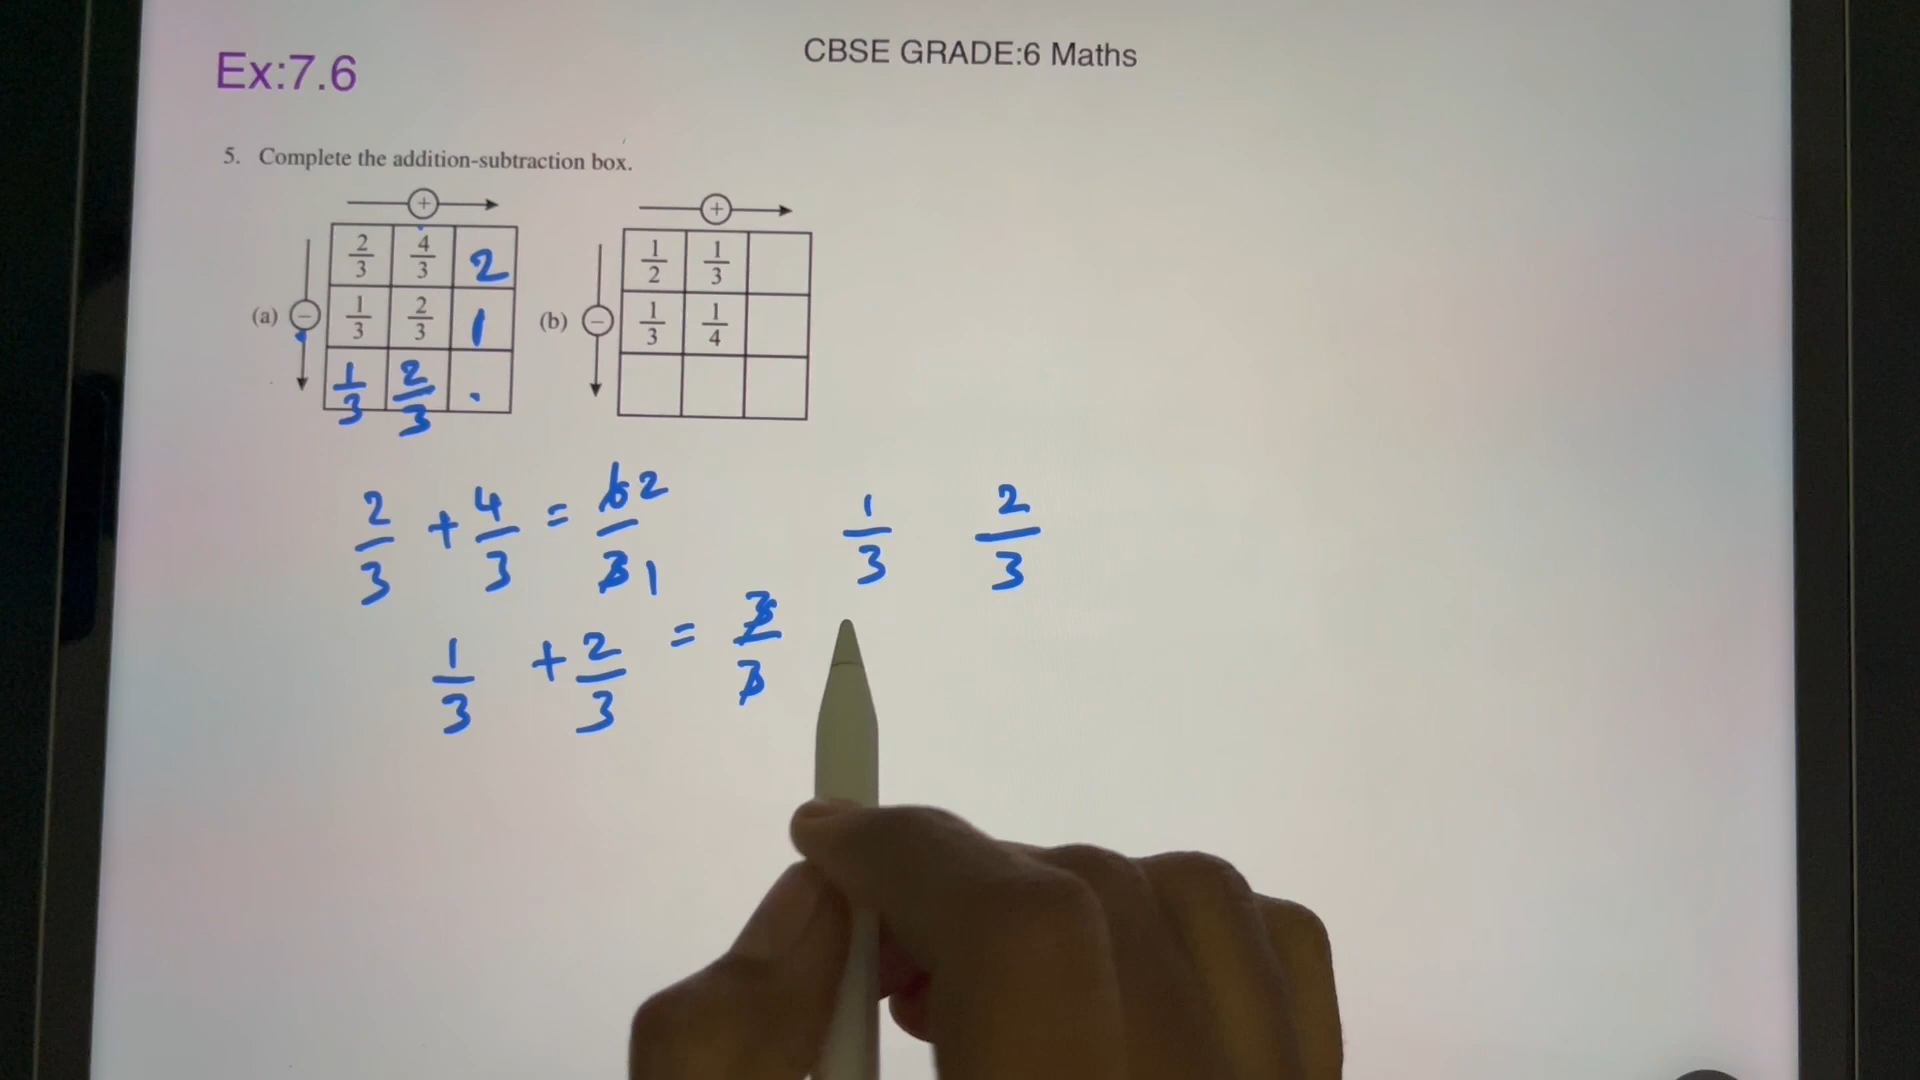 CBSE GRADE:6 Maths
Ex:7.6
5. Complete the addition-subtraction box.
+ +
(a) − 2/3 4/3 2 (b) − 1/2 1/3
1/3 2/3 1 1/3 1/4
1/3 2/3 .
2/3 + 4/3 = 6/3 2 1 1/3 2/3
1/3 + 2/3 = 3/3